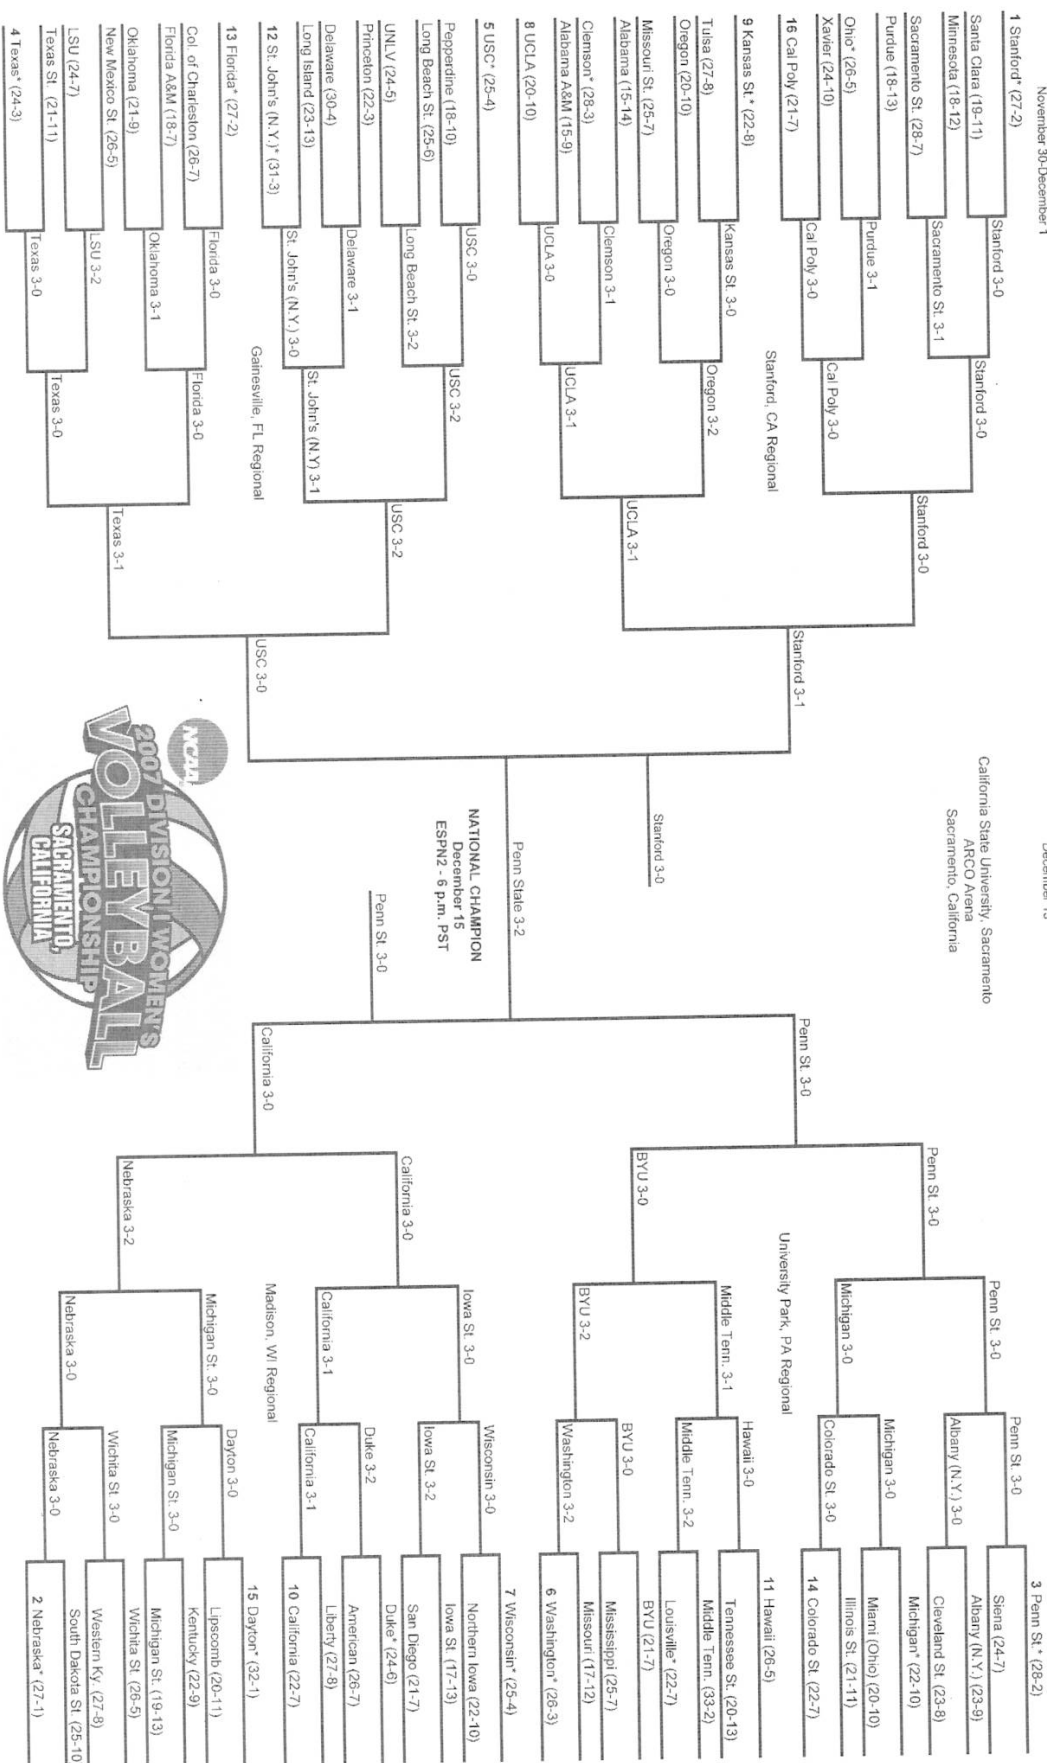 November 30-December 1
1 Stanford* (27-2)
Santa Clara (19-11)
Minnesota (18-12)
Sacramento St. (28-7)
Purdue (18-13)
Ohio* (26-5)
Xavier (24-10)
16 Cal Poly (21-7)
9 Kansas St.* (22-8)
Tulsa (27-8)
Oregon (20-10)
Missouri St. (25-7)
Alabama (15-14)
Clemson* (28-3)
Alabama A&M (15-9)
8 UCLA (20-10)
5 USC* (25-4)
Pepperdine (18-10)
Long Beach St. (25-6)
UNLV (24-5)
Princeton (22-3)
Delaware (30-4)
Long Island (23-13)
12 St. John's (N.Y.)* (31-3)
13 Florida* (27-2)
Col. of Charleston (26-7)
Florida A&M (18-7)
Oklahoma (21-9)
New Mexico St. (26-5)
LSU (24-7)
Texas St. (21-11)
4 Texas* (24-3)
Stanford 3-0
Sacramento St. 3-1
Purdue 3-1
Cal Poly 3-0
Kansas St. 3-0
Oregon 3-0
Clemson 3-1
UCLA 3-0
USC 3-0
Long Beach St. 3-2
Delaware 3-1
St. John's (N.Y.) 3-0
Florida 3-0
Oklahoma 3-1
LSU 3-2
Texas 3-0
Stanford 3-0
Cal Poly 3-0
Stanford, CA Regional
Oregon 3-2
UCLA 3-1
USC 3-2
St. John's (N.Y) 3-1
Gainesville, FL Regional
Florida 3-0
Texas 3-0
Stanford 3-0
UCLA 3-1
USC 3-2
Texas 3-1
Stanford 3-1
USC 3-0
California State University, Sacramento
ARCO Arena
Sacramento, California
Stanford 3-0
Penn State 3-2
NATIONAL CHAMPION
December 15
ESPN2 - 6 p.m. PST
Penn St. 3-0
NCAA
2007 DIVISION I WOMEN'S
VOLLEYBALL
CHAMPIONSHIP
SACRAMENTO,
CALIFORNIA
Penn St. 3-0
California 3-0
Penn St. 3-0
BYU 3-0
California 3-0
Nebraska 3-2
University Park, PA Regional
Madison, WI Regional
Penn St. 3-0
Michigan 3-0
Middle Tenn. 3-1
BYU 3-2
Iowa St. 3-0
California 3-1
Michigan St. 3-0
Nebraska 3-0
Penn St. 3-0
Albany (N.Y.) 3-0
Michigan 3-0
Colorado St. 3-0
Hawaii 3-0
Middle Tenn. 3-2
BYU 3-0
Washington 3-2
Wisconsin 3-0
Iowa St. 3-2
Duke 3-2
California 3-1
Dayton 3-0
Michigan St. 3-0
Wichita St. 3-0
Nebraska 3-0
3 Penn St.* (28-2)
Siena (24-7)
Albany (N.Y.) (23-9)
Cleveland St. (23-8)
Michigan* (22-10)
Miami (Ohio) (20-10)
Illinois St. (21-11)
14 Colorado St. (22-7)
11 Hawaii (26-5)
Tennessee St. (20-13)
Middle Tenn. (33-2)
Louisville* (22-7)
BYU (21-7)
Mississippi (25-7)
Missouri (17-12)
6 Washington* (26-3)
7 Wisconsin* (25-4)
Northern Iowa (22-10)
Iowa St. (17-13)
San Diego (21-7)
Duke* (24-6)
American (26-7)
Liberty (27-8)
10 California (22-7)
15 Dayton* (32-1)
Lipscomb (20-11)
Kentucky (22-9)
Michigan St. (19-13)
Wichita St. (26-5)
Western Ky. (27-8)
South Dakota St. (25-10
2 Nebraska* (27-1)